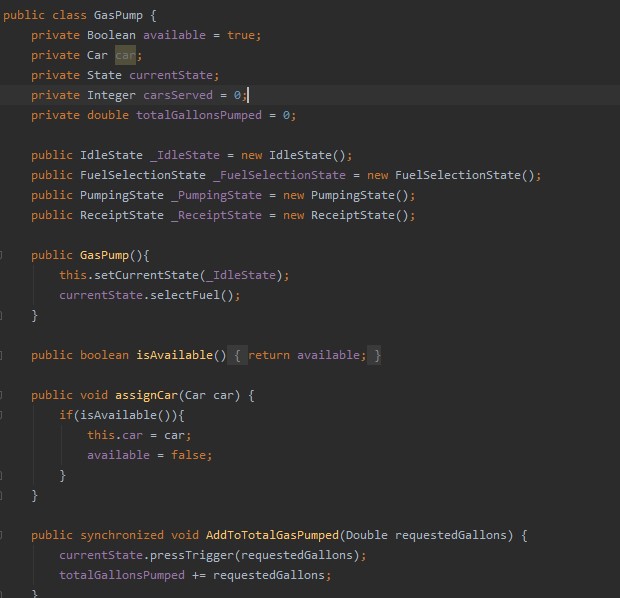 public class GasPump {
private Boolean available = true;
private Car car;
private State currentState;
private Integer carsServed = 0;
private double totalGallonsPumped = 0;
public IdleState _IdleState = new IdleState();
public FuelSelectionState _FuelSelectionState = new FuelSelectionState();
public PumpingState _PumpingState = new PumpingState();
public ReceiptState _ReceiptState = new ReceiptState();
public GasPump(){
this.setCurrentState(_IdleState);
currentState.selectFuel();
}
public boolean isAvailable() { return available; }
public void assignCar(Car car) {
if(isAvailable()){
this.car = car;
available = false;
}
}
public synchronized void AddToTotalGasPumped(Double requestedGallons) {
currentState.pressTrigger(requestedGallons);
totalGallonsPumped += requestedGallons;
}